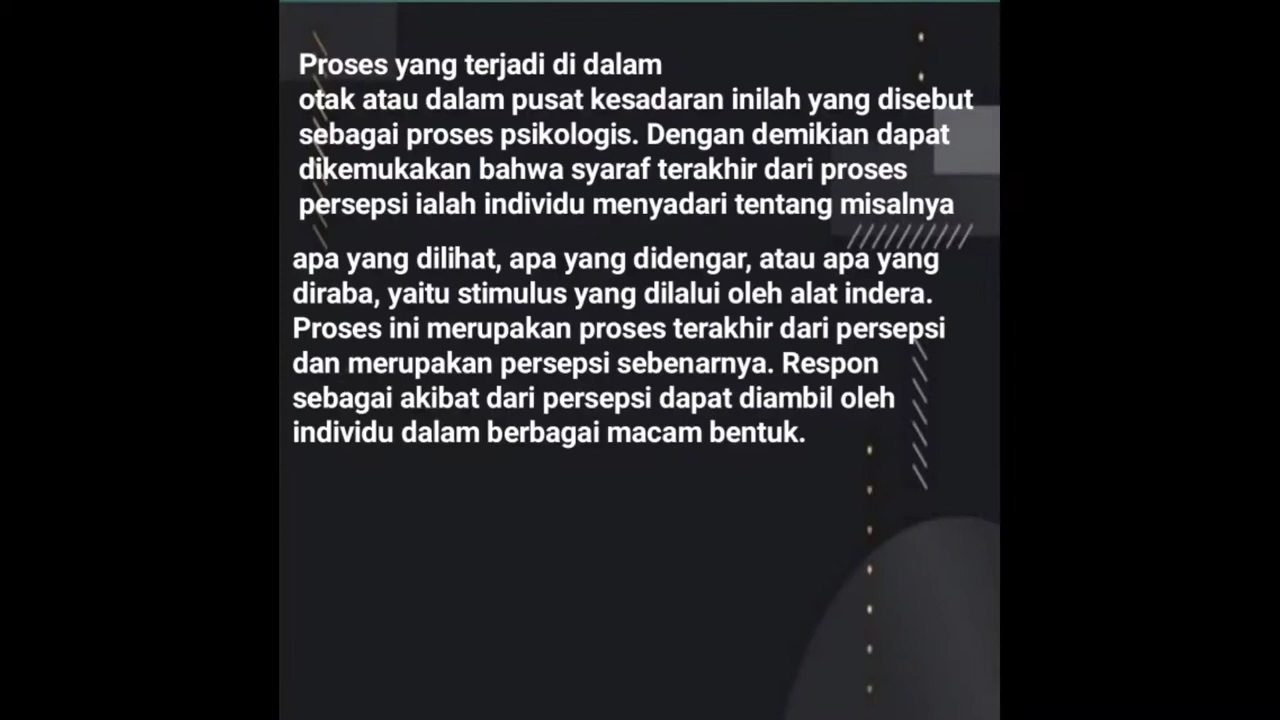 Proses yang terjadi di dalam
otak atau dalam pusat kesadaran inilah yang disebut
sebagai proses psikologis. Dengan demikian dapat
dikemukakan bahwa syaraf terakhir dari proses
persepsi ialah individu menyadari tentang misalnya
apa yang dilihat, apa yang didengar, atau apa yang
diraba, yaitu stimulus yang dilalui oleh alat indera.
Proses ini merupakan proses terakhir dari persepsi
dan merupakan persepsi sebenarnya. Respon
sebagai akibat dari persepsi dapat diambil oleh
individu dalam berbagai macam bentuk.